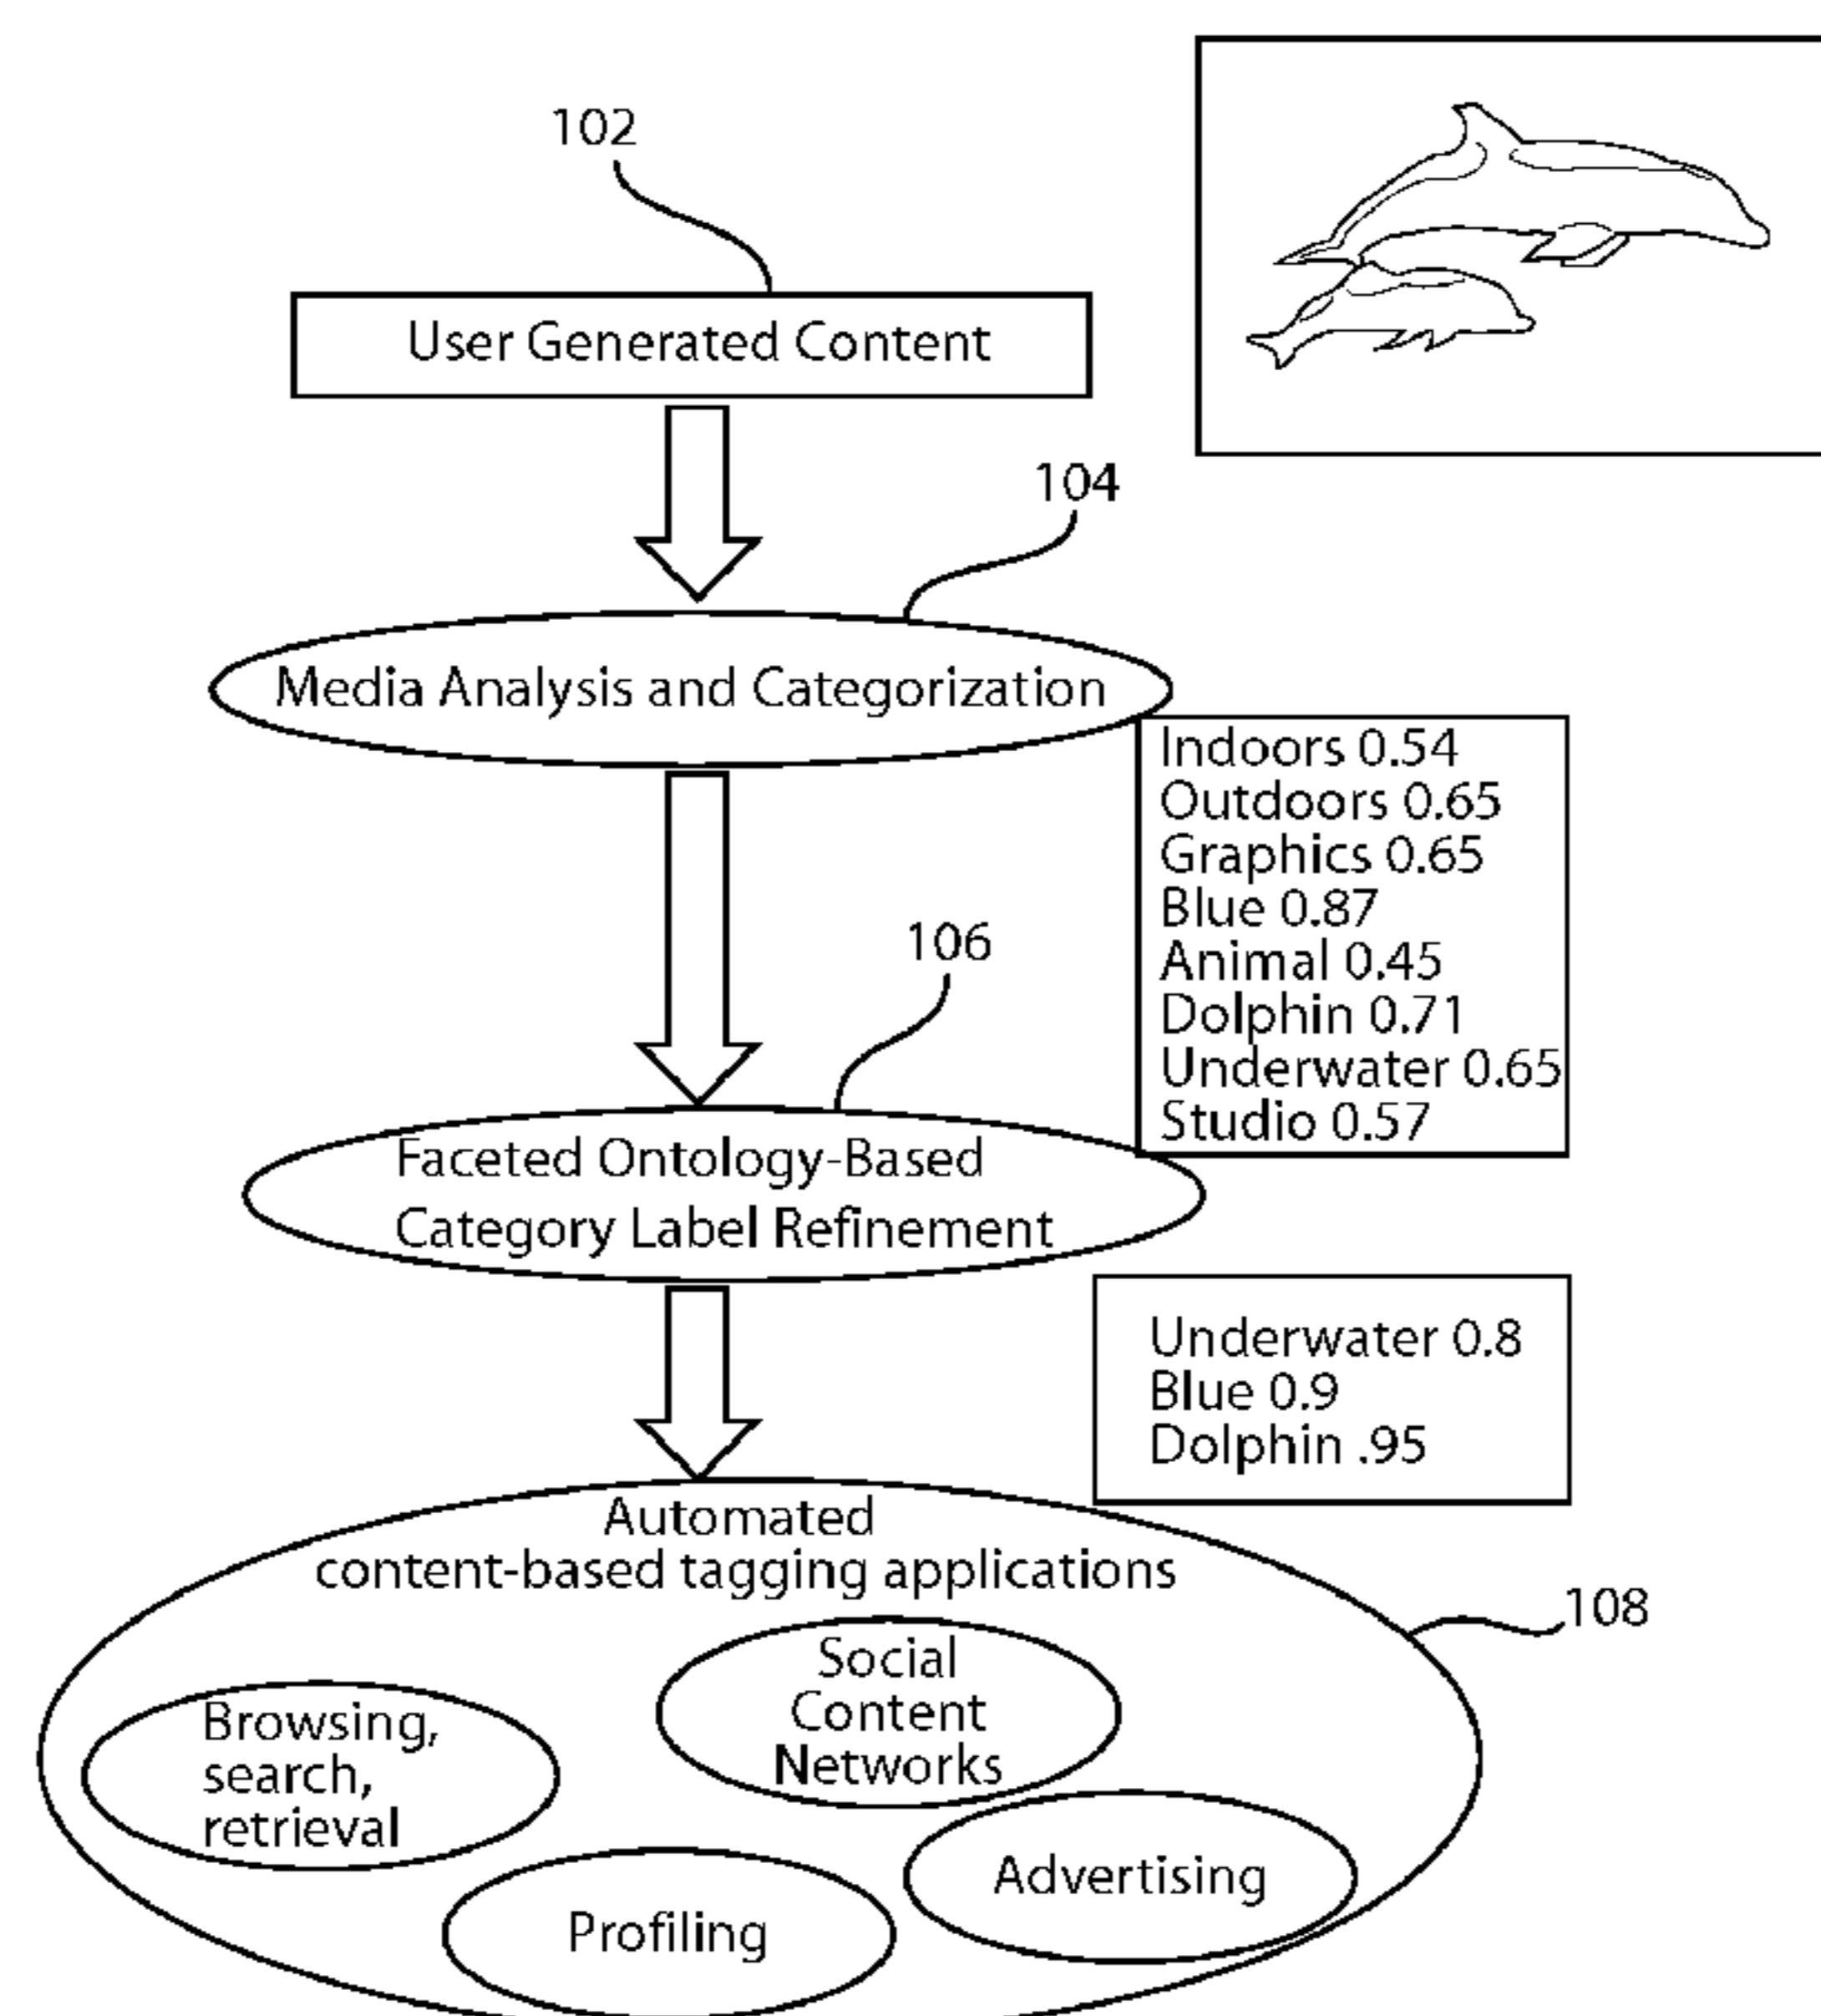 102
User Generated Content
104
Media Analysis and Categorization
Indoors 0.54
Outdoors 0.65
Graphics 0.65
Blue 0.87
Animal 0.45
Dolphin 0.71
Underwater 0.65
Studio 0.57
106
Faceted Ontology-Based
Category Label Refinement
Underwater 0.8
Blue 0.9
Dolphin .95
Automated
content-based tagging applications
108
Social
Content
Networks
Browsing,
search,
retrieval
Advertising
Profiling